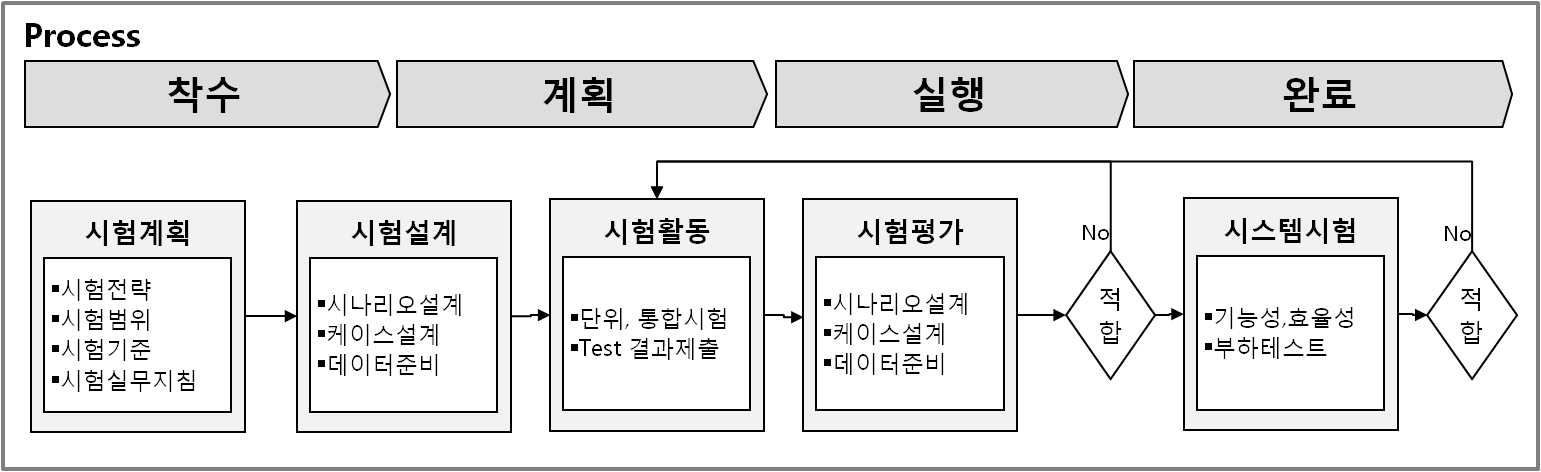 Process
착수
계획
실행
완료
시험계획
▪시험전략
▪시험범위
▪시험기준
▪시험실무지침
시험설계
▪시나리오설계
▪케이스설계
▪데이터준비
시험활동
▪단위, 통합시험
▪Test 결과제출
시험평가
▪시나리오설계
▪케이스설계
▪데이터준비
No
적
합
시스템시험
▪기능성,효율성
▪부하테스트
No
적
합